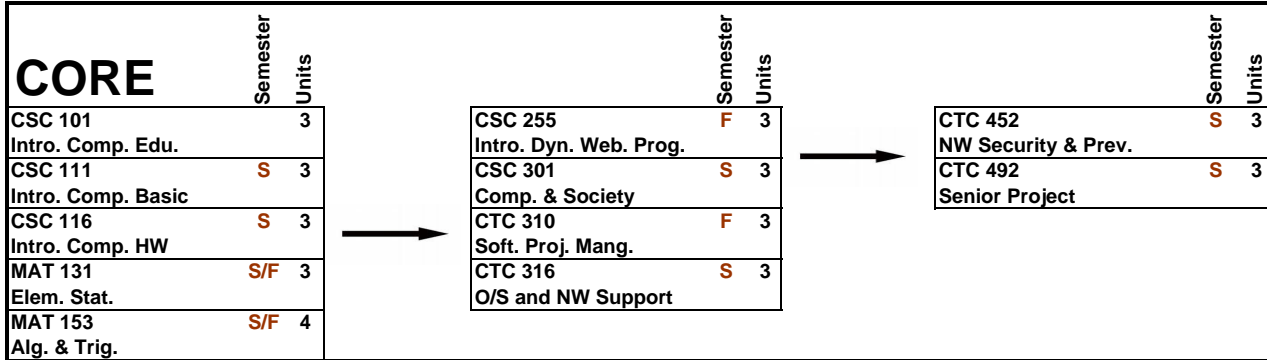 CORE Semester Units
CSC 101 3
Intro. Comp. Edu.
CSC 111 S 3
Intro. Comp. Basic
CSC 116 S 3
Intro. Comp. HW
MAT 131 S/F 3
Elem. Stat.
MAT 153 S/F 4
Alg. & Trig.
Semester Units
CSC 255 F 3
Intro. Dyn. Web. Prog.
CSC 301 S 3
Comp. & Society
CTC 310 F 3
Soft. Proj. Mang.
CTC 316 S 3
O/S and NW Support
Semester Units
CTC 452 S 3
NW Security & Prev.
CTC 492 S 3
Senior Project